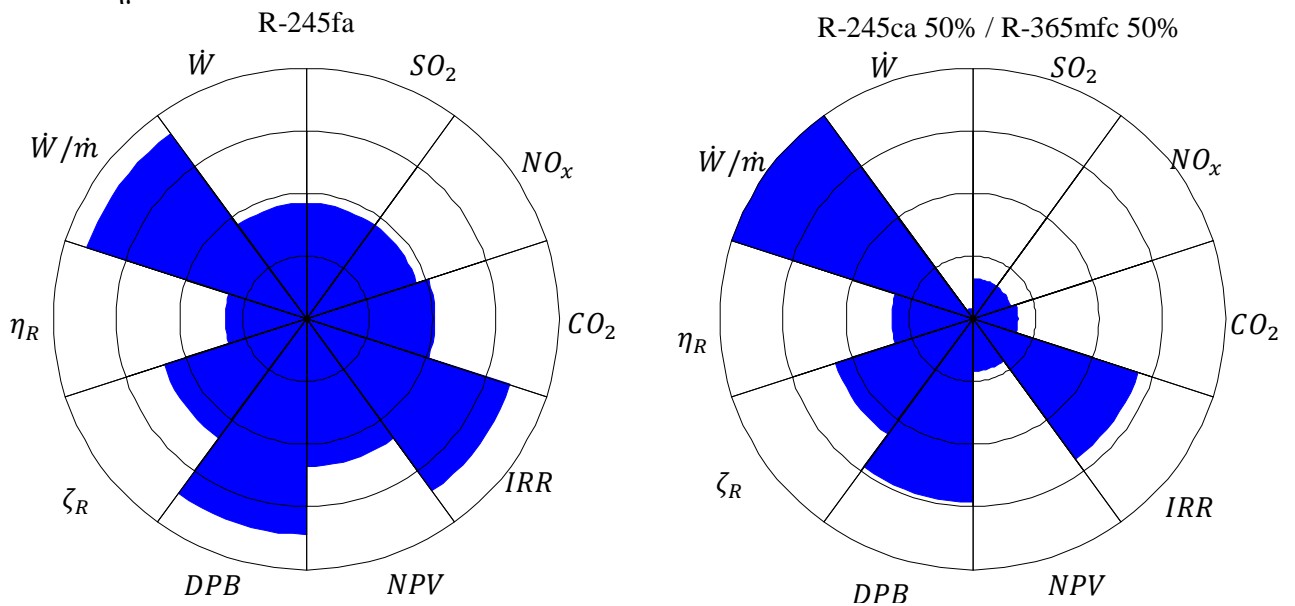 R-245fa
Ẇ
SO₂
Ẇ/ṁ
NOₓ
η_R
CO₂
ζ_R
IRR
DPB
NPV
R-245ca 50% / R-365mfc 50%
Ẇ
SO₂
Ẇ/ṁ
NOₓ
η_R
CO₂
ζ_R
IRR
DPB
NPV